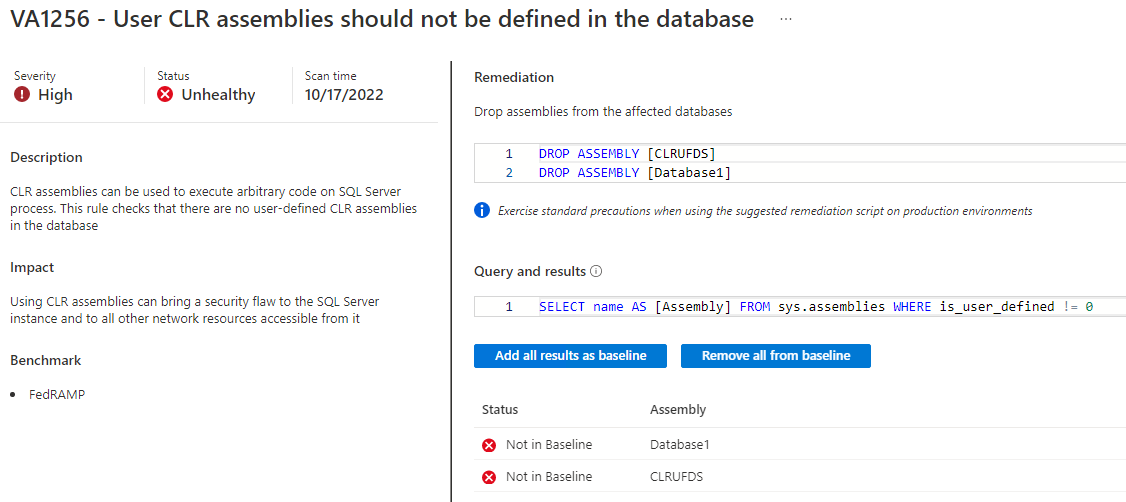 VA1256 - User CLR assemblies should not be defined in the database ...
Severity
High
Status
Unhealthy
Scan time
10/17/2022
Description
CLR assemblies can be used to execute arbitrary code on SQL Server
process. This rule checks that there are no user-defined CLR assemblies
in the database
Impact
Using CLR assemblies can bring a security flaw to the SQL Server
instance and to all other network resources accessible from it
Benchmark
• FedRAMP
Remediation
Drop assemblies from the affected databases
1 DROP ASSEMBLY [CLRUFDS]
2 DROP ASSEMBLY [Database1]
Exercise standard precautions when using the suggested remediation script on production environments
Query and results
1 SELECT name AS [Assembly] FROM sys.assemblies WHERE is_user_defined != 0
Add all results as baseline
Remove all from baseline
Status Assembly
Not in Baseline Database1
Not in Baseline CLRUFDS